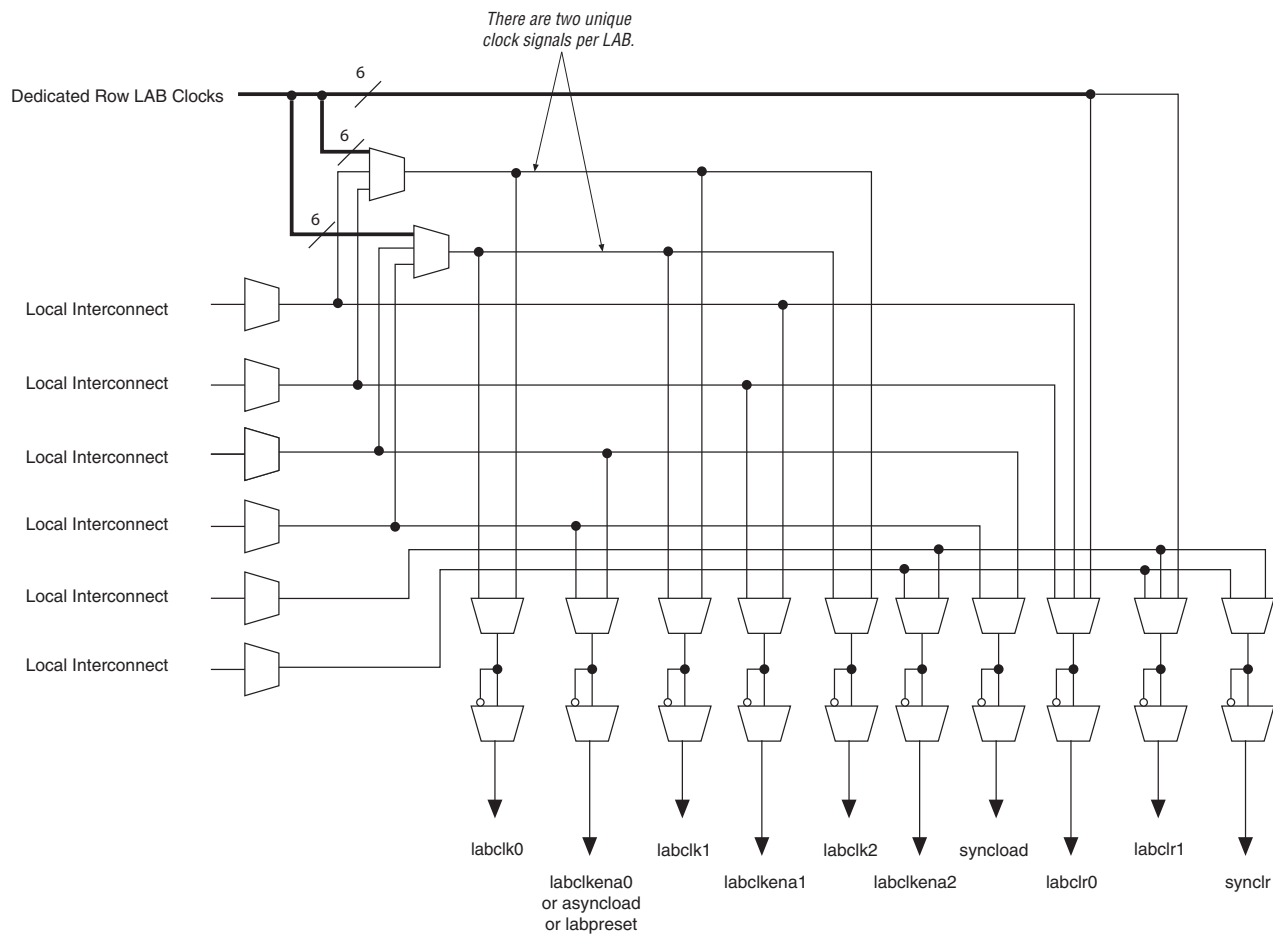 There are two unique
clock signals per LAB.
6
Dedicated Row LAB Clocks
6
6
Local Interconnect
Local Interconnect
Local Interconnect
Local Interconnect
Local Interconnect
Local Interconnect
labclk0
labclkena0
or asyncload
or labpreset
labclk1
labclkena1
labclk2
labclkena2
syncload
labclr0
labclr1
synclr